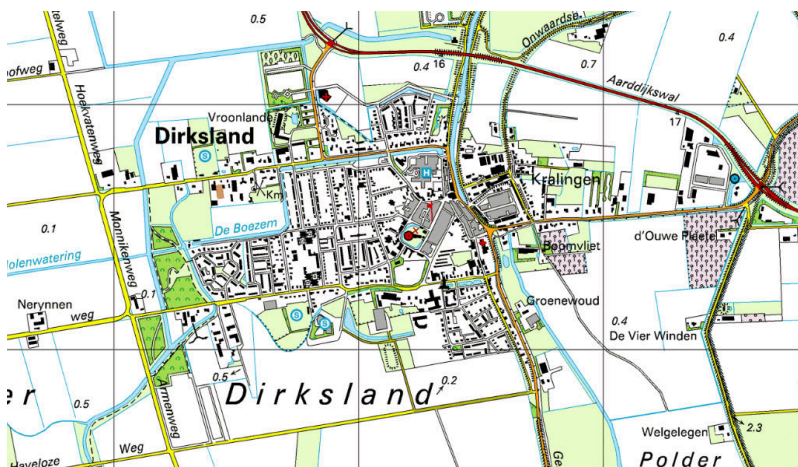 0.5
L
Onwaardse
0.4
16
0.4
0.7
Aarddijkswal
17
Hoekvatenweg
Vroonlande
Dirksland
S
H
Km
Kralingen
0.1
De Boezem
Monnikenweg
Boomvliet
d'Ouwe Pleete
Nerynnen
weg
0.1
S
S
Groenewoud
0.4
De Vier Winden
0.5
Armenweg
0.5
Dirksland
0.2
Weg
Haveloze
Welgelegen
2.3
Polder